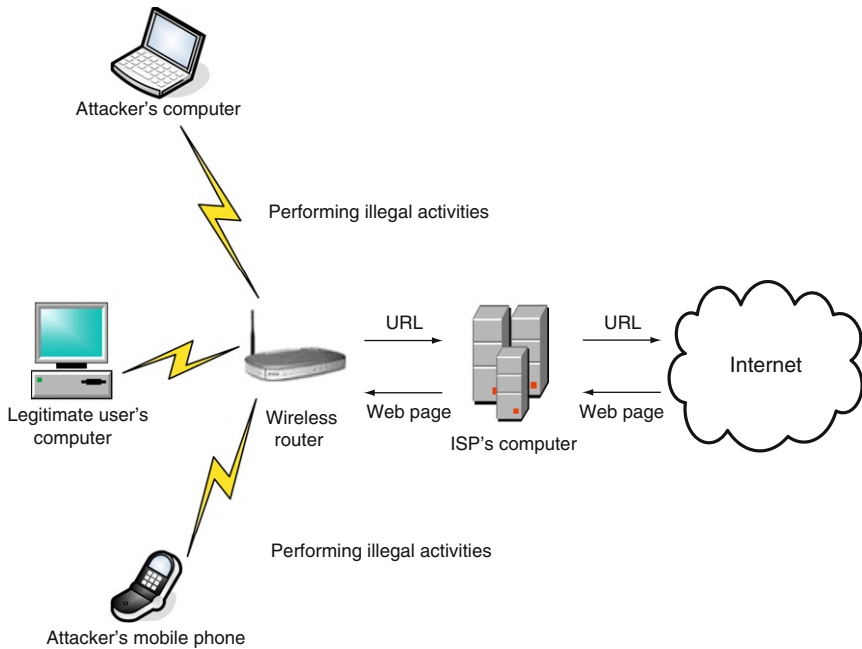 Attacker's computer
Performing illegal activities
URL
URL
Internet
Legitimate user's
computer
Wireless
router
Web page
ISP's computer
Web page
Performing illegal activities
Attacker's mobile phone